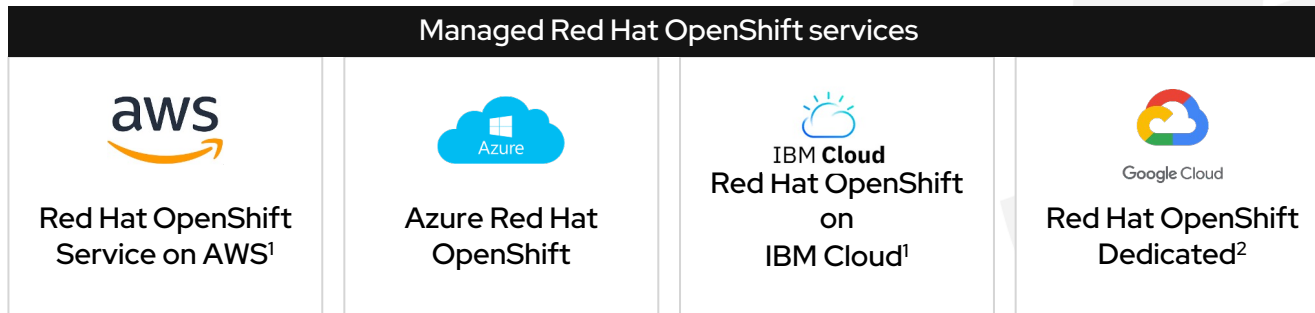 Managed Red Hat OpenShift services
aws
Red Hat OpenShift
Service on AWS¹
Azure
Azure Red Hat
OpenShift
IBM Cloud
Red Hat OpenShift
on
IBM Cloud¹
Google Cloud
Red Hat OpenShift
Dedicated²